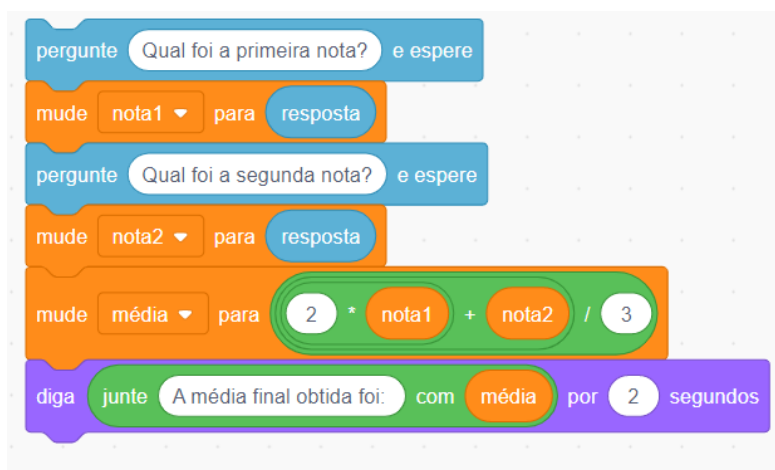 pergunte Qual foi a primeira nota? e espere
mude nota1 para resposta
pergunte Qual foi a segunda nota? e espere
mude nota2 para resposta
mude média para 2 * nota1 + nota2 / 3
diga junte A média final obtida foi: com média por 2 segundos